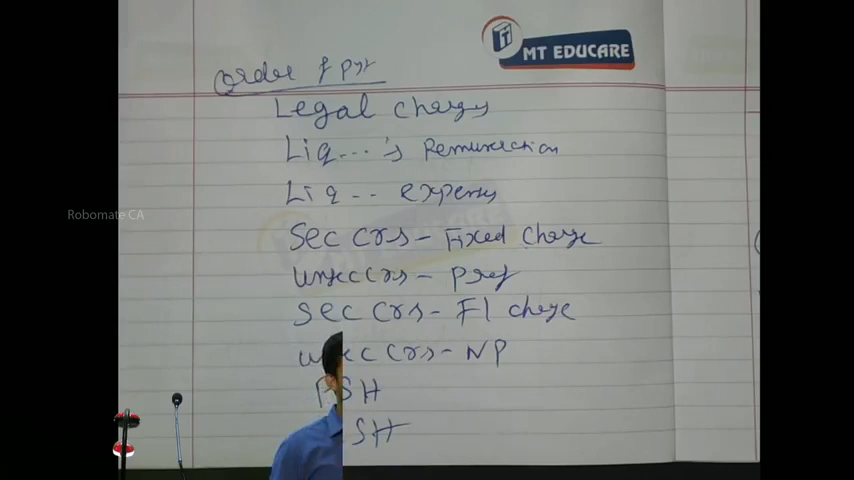 MT EDUCARE
Order of pyt
Legal charges
Liq...'s Remuneration
Liq.. expenses
Robomate CA
Sec Crs - Fixed charge
unsec Crs - Pref
Sec Crs - Fl charge
unsec Crs - NP
PSH
SH